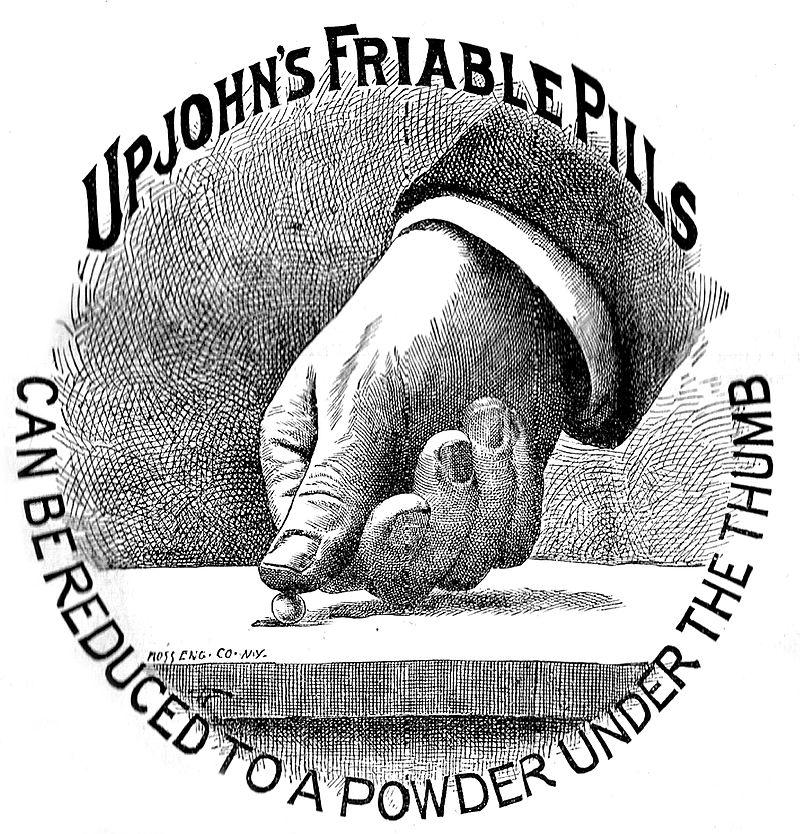 UPJOHN'S FRIABLE PILLS
MOSS ENG. CO. N.Y.
CAN BE REDUCED TO A POWDER UNDER THE THUMB